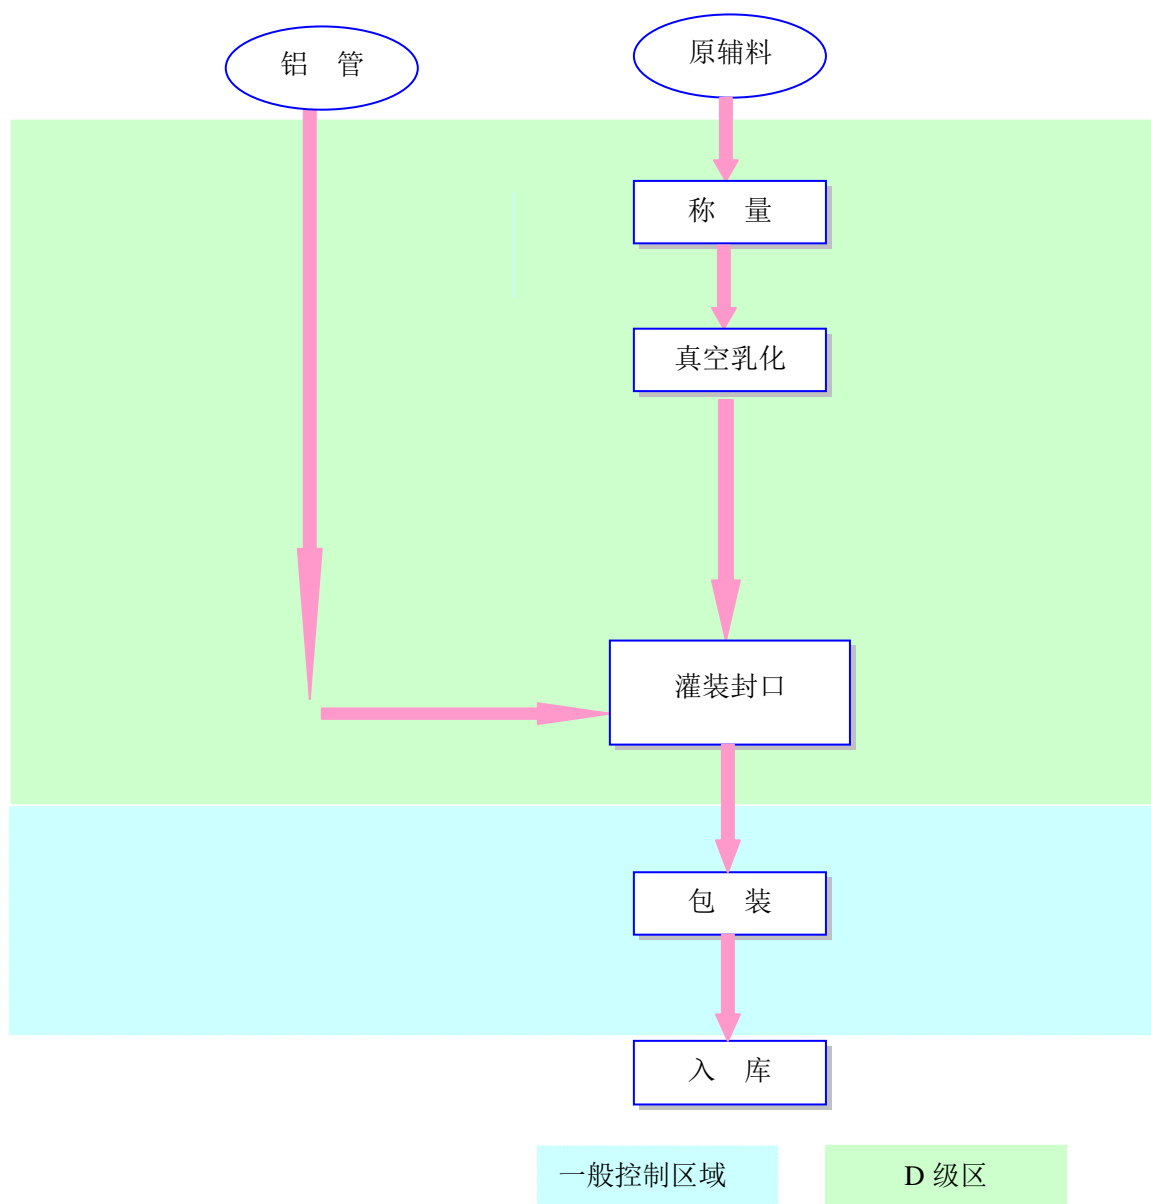 铝　管
原辅料
称　量
真空乳化
灌装封口
包　装
入　库
一般控制区域
D 级区